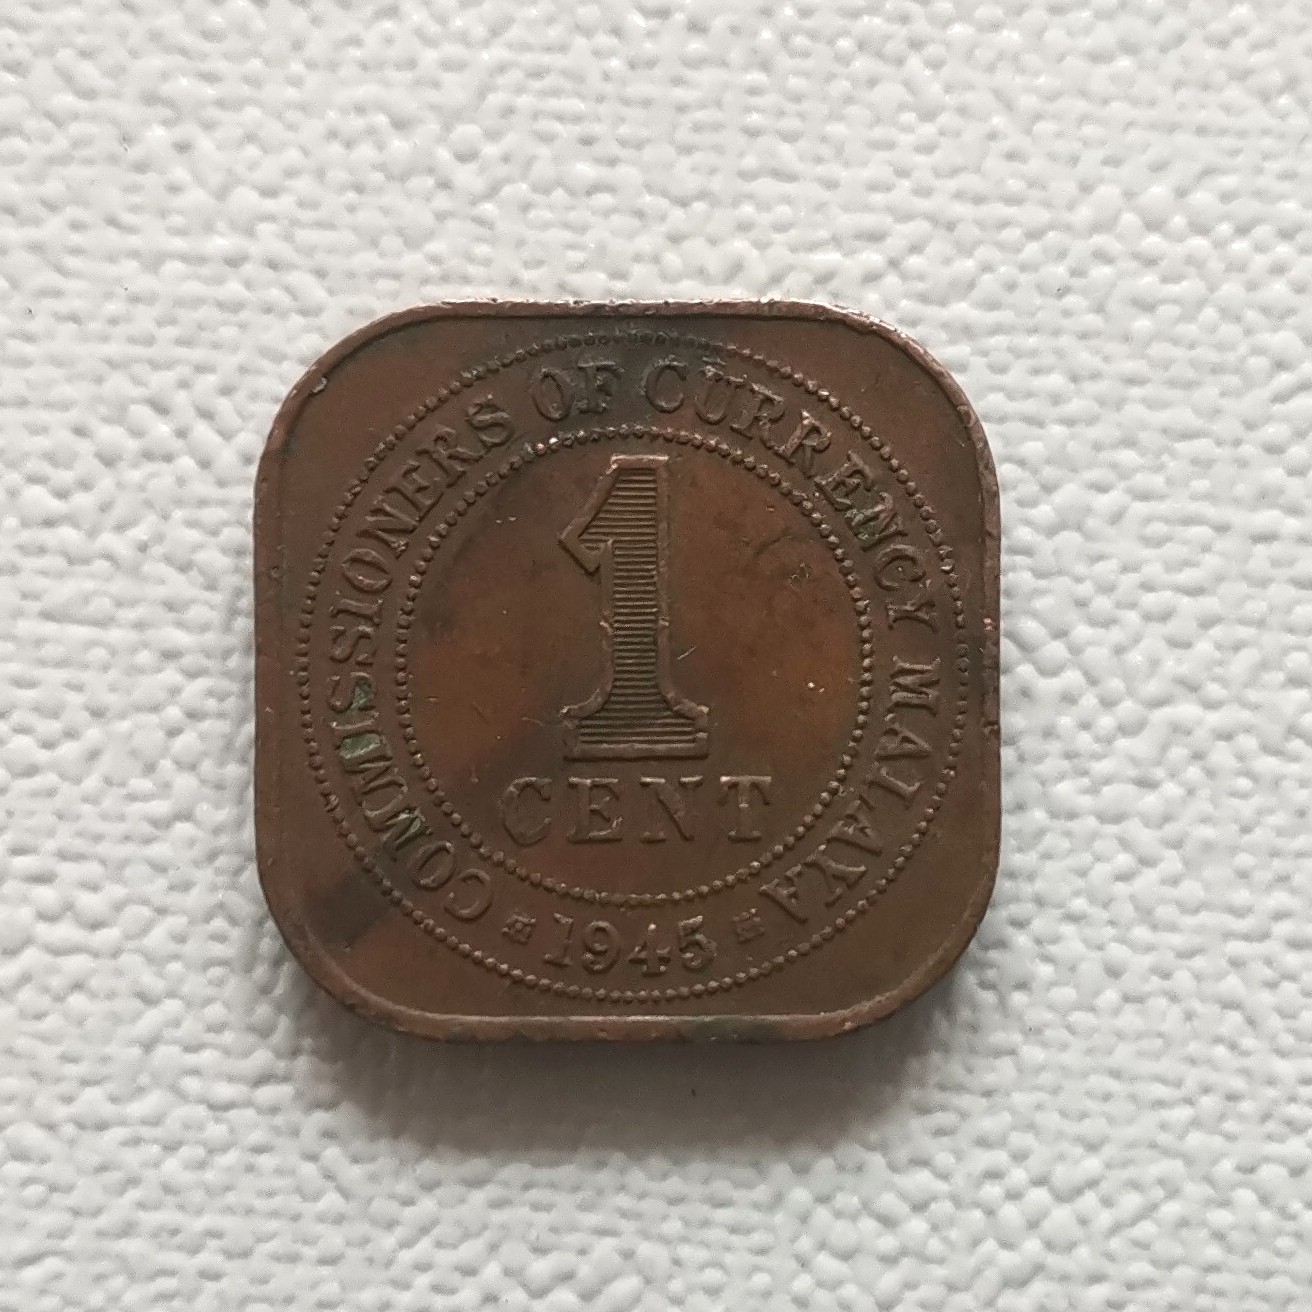 COMMISSIONERS OF CURRENCY MALAYA
1
CENT
1945